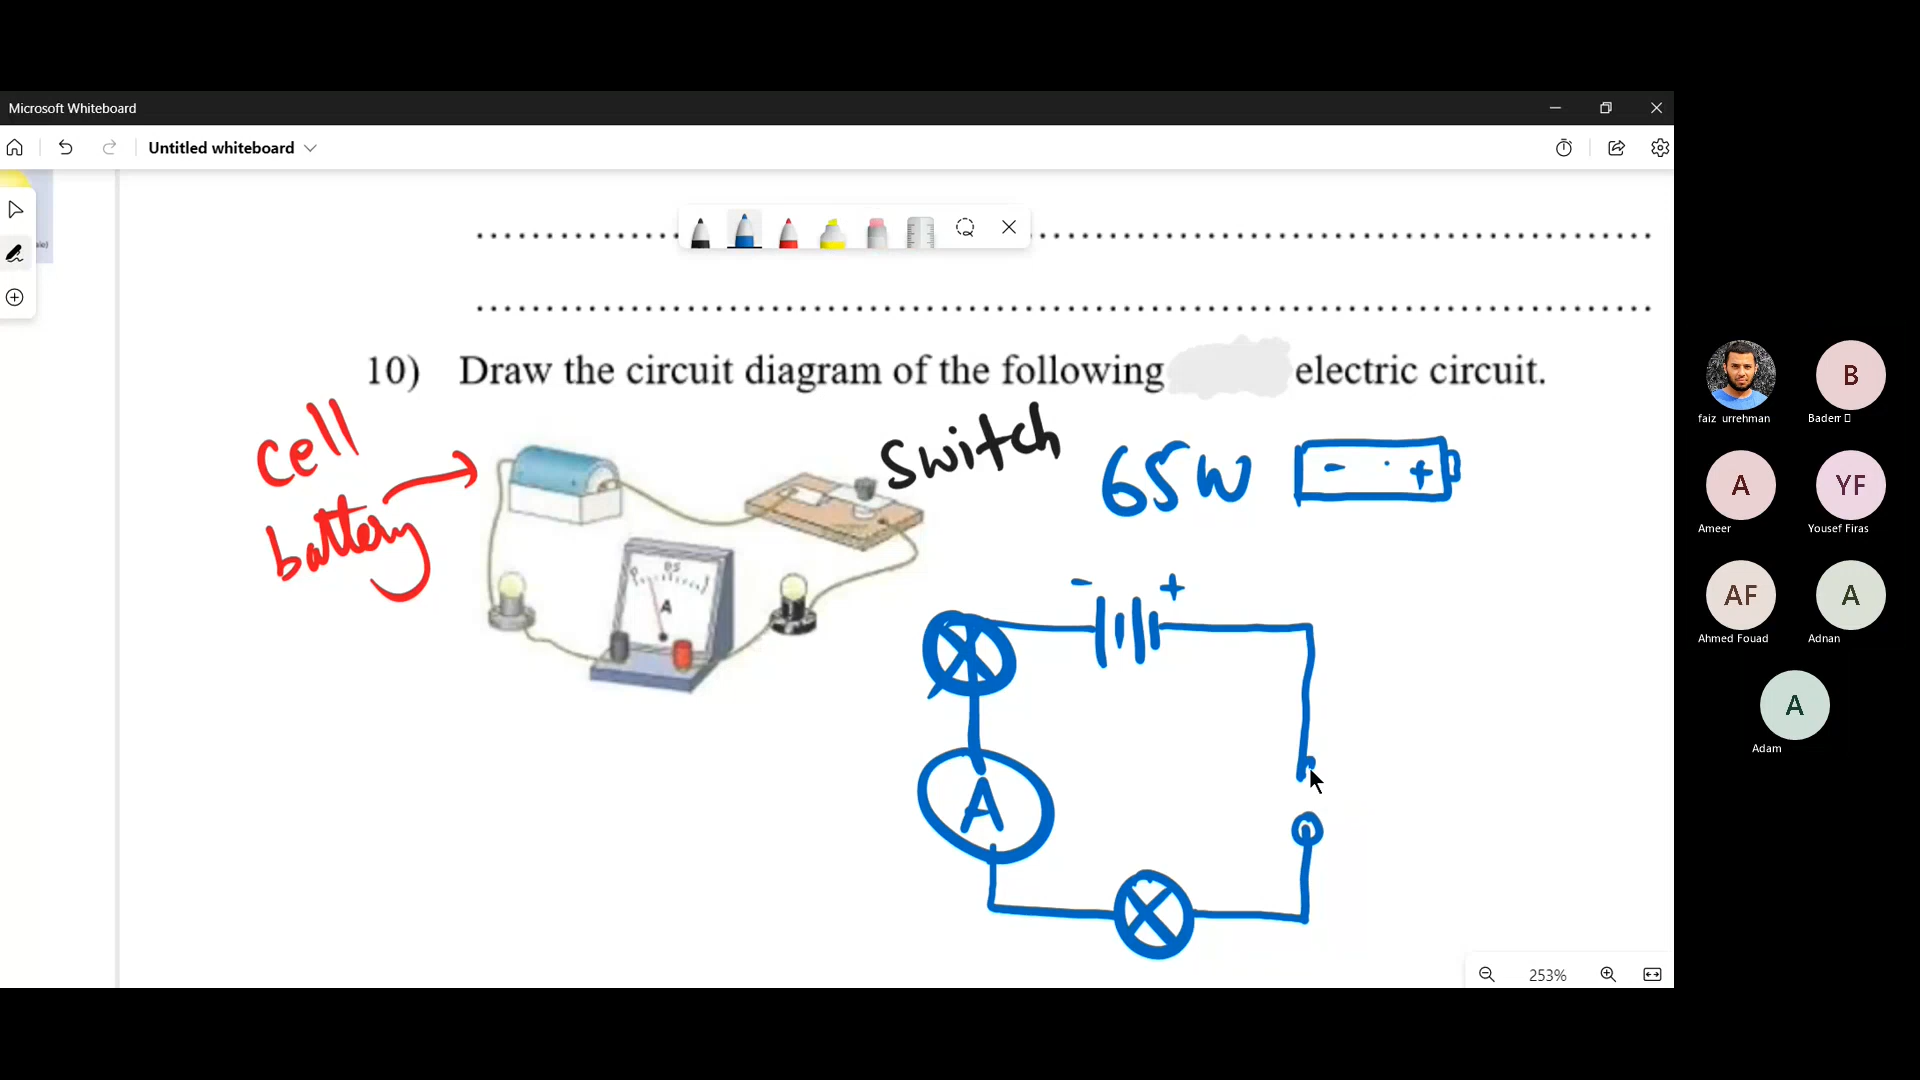 Microsoft Whiteboard
Untitled whiteboard
10) Draw the circuit diagram of the following electric circuit.
cell
battery
switch
65W
- +
A
- +
A
faiz urrehman
B
Baderr
A
Ameer
YF
Yousef Firas
AF
Ahmed Fouad
A
Adnan
A
Adam
253%